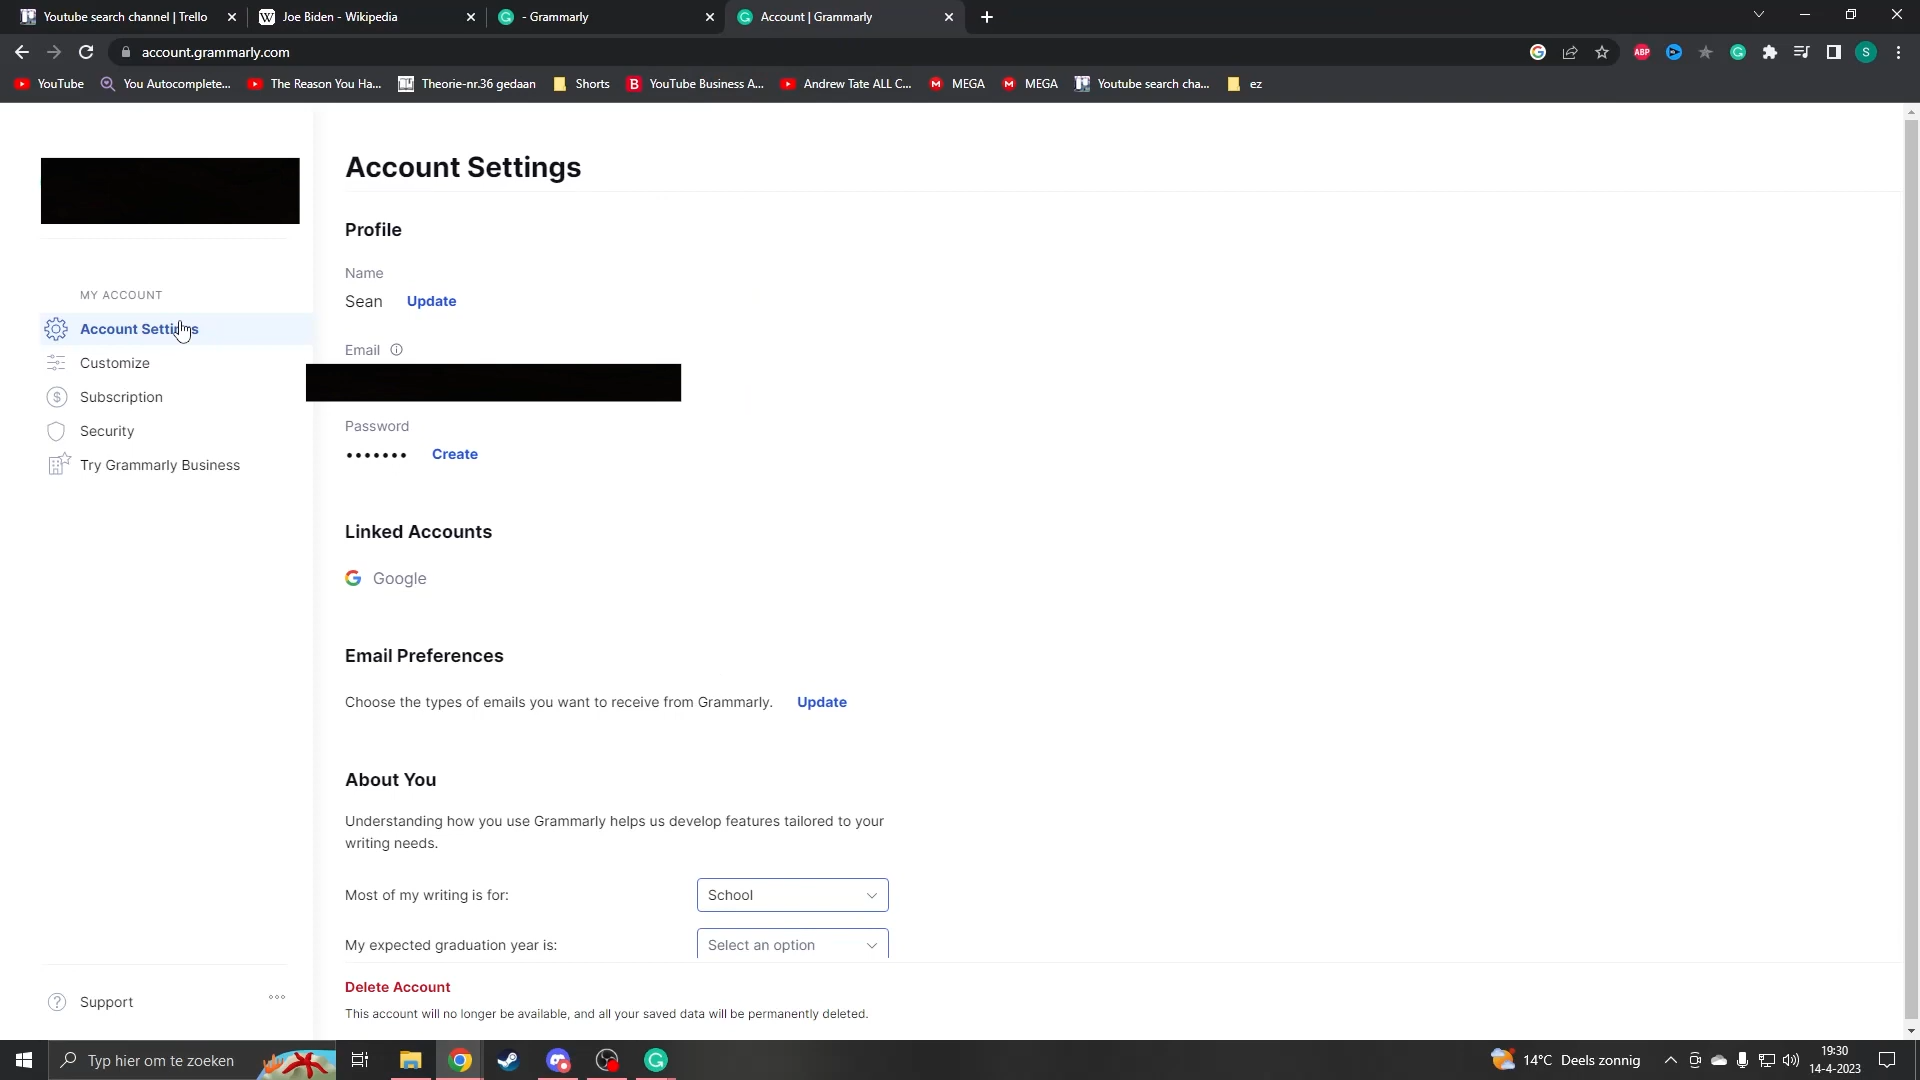 Youtube search channel | Trello
Joe Biden - Wikipedia
- Grammarly
Account | Grammarly
account.grammarly.com
ABP
S
YouTube
You Autocomplete...
The Reason You Ha...
Theorie-nr.36 gedaan
Shorts
YouTube Business A...
Andrew Tate ALL C...
MEGA
MEGA
Youtube search cha...
ez
Account Settings
Profile
Name
Sean Update
Email
Password
Create
MY ACCOUNT
Account Settings
Customize
Subscription
Security
Try Grammarly Business
Linked Accounts
Google
Email Preferences
Choose the types of emails you want to receive from Grammarly. Update
About You
Understanding how you use Grammarly helps us develop features tailored to your
writing needs.
Most of my writing is for: School
My expected graduation year is: Select an option
Delete Account
This account will no longer be available, and all your saved data will be permanently deleted.
Support
Typ hier om te zoeken
14°C Deels zonnig
19:30
14-4-2023